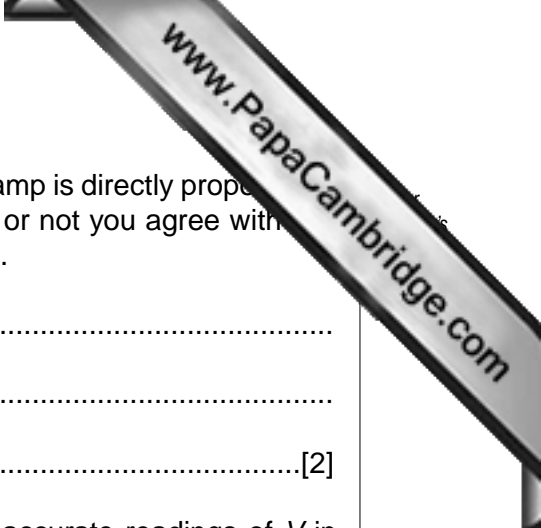 www.PapaCambridge.com
amp is directly propo
or not you agree with
.
........................................
........................................
....................................[2]
accurate readings of V in